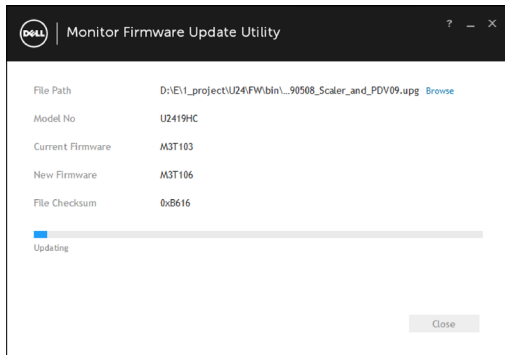 DELL Monitor Firmware Update Utility ? _ X
File Path D:\E\1_project\U24\FW\bin\...90508_Scaler_and_PDV09.upg Browse
Model No U2419HC
Current Firmware M3T103
New Firmware M3T106
File Checksum 0xB616
Updating
Close